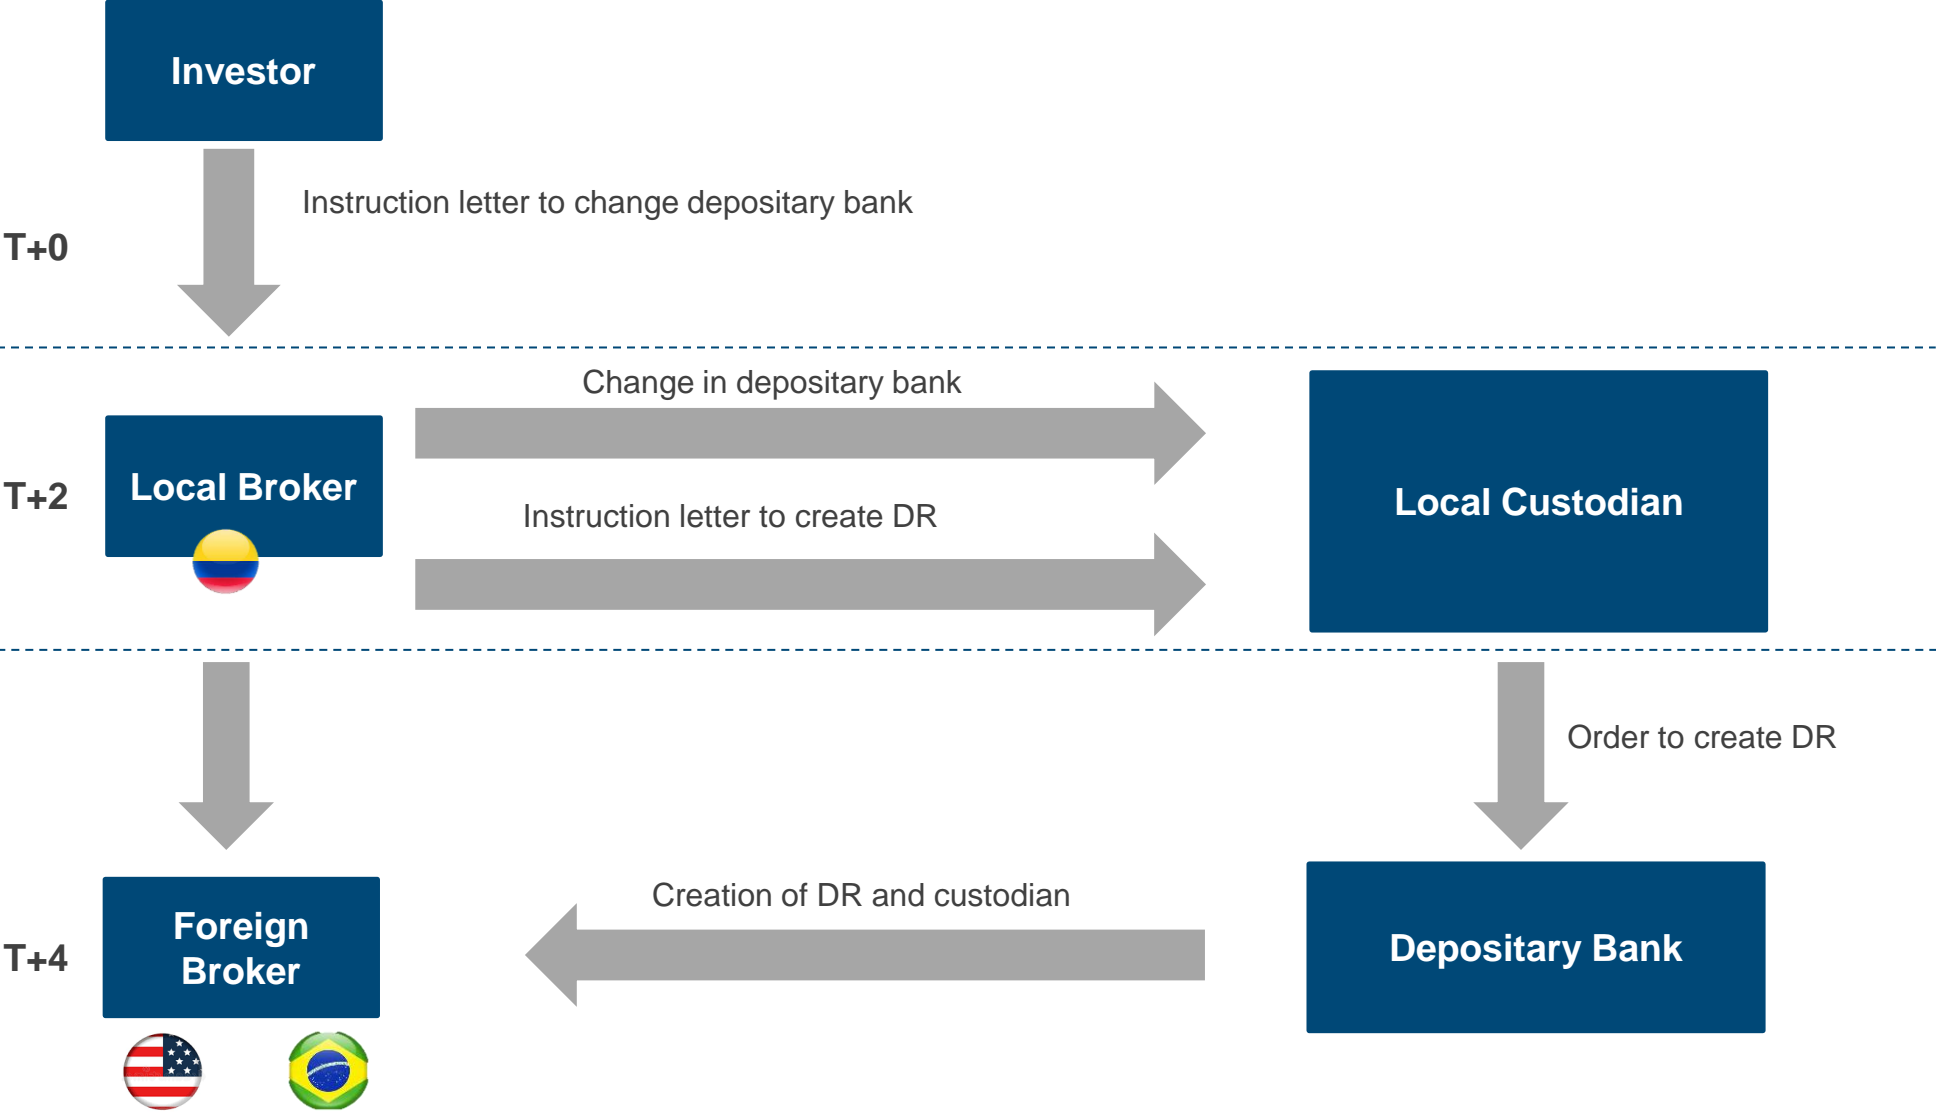 Investor
Instruction letter to change depositary bank
T+0
Change in depositary bank
Local Broker
T+2
Local Custodian
Instruction letter to create DR
Order to create DR
Creation of DR and custodian
Foreign
Broker
T+4
Depositary Bank